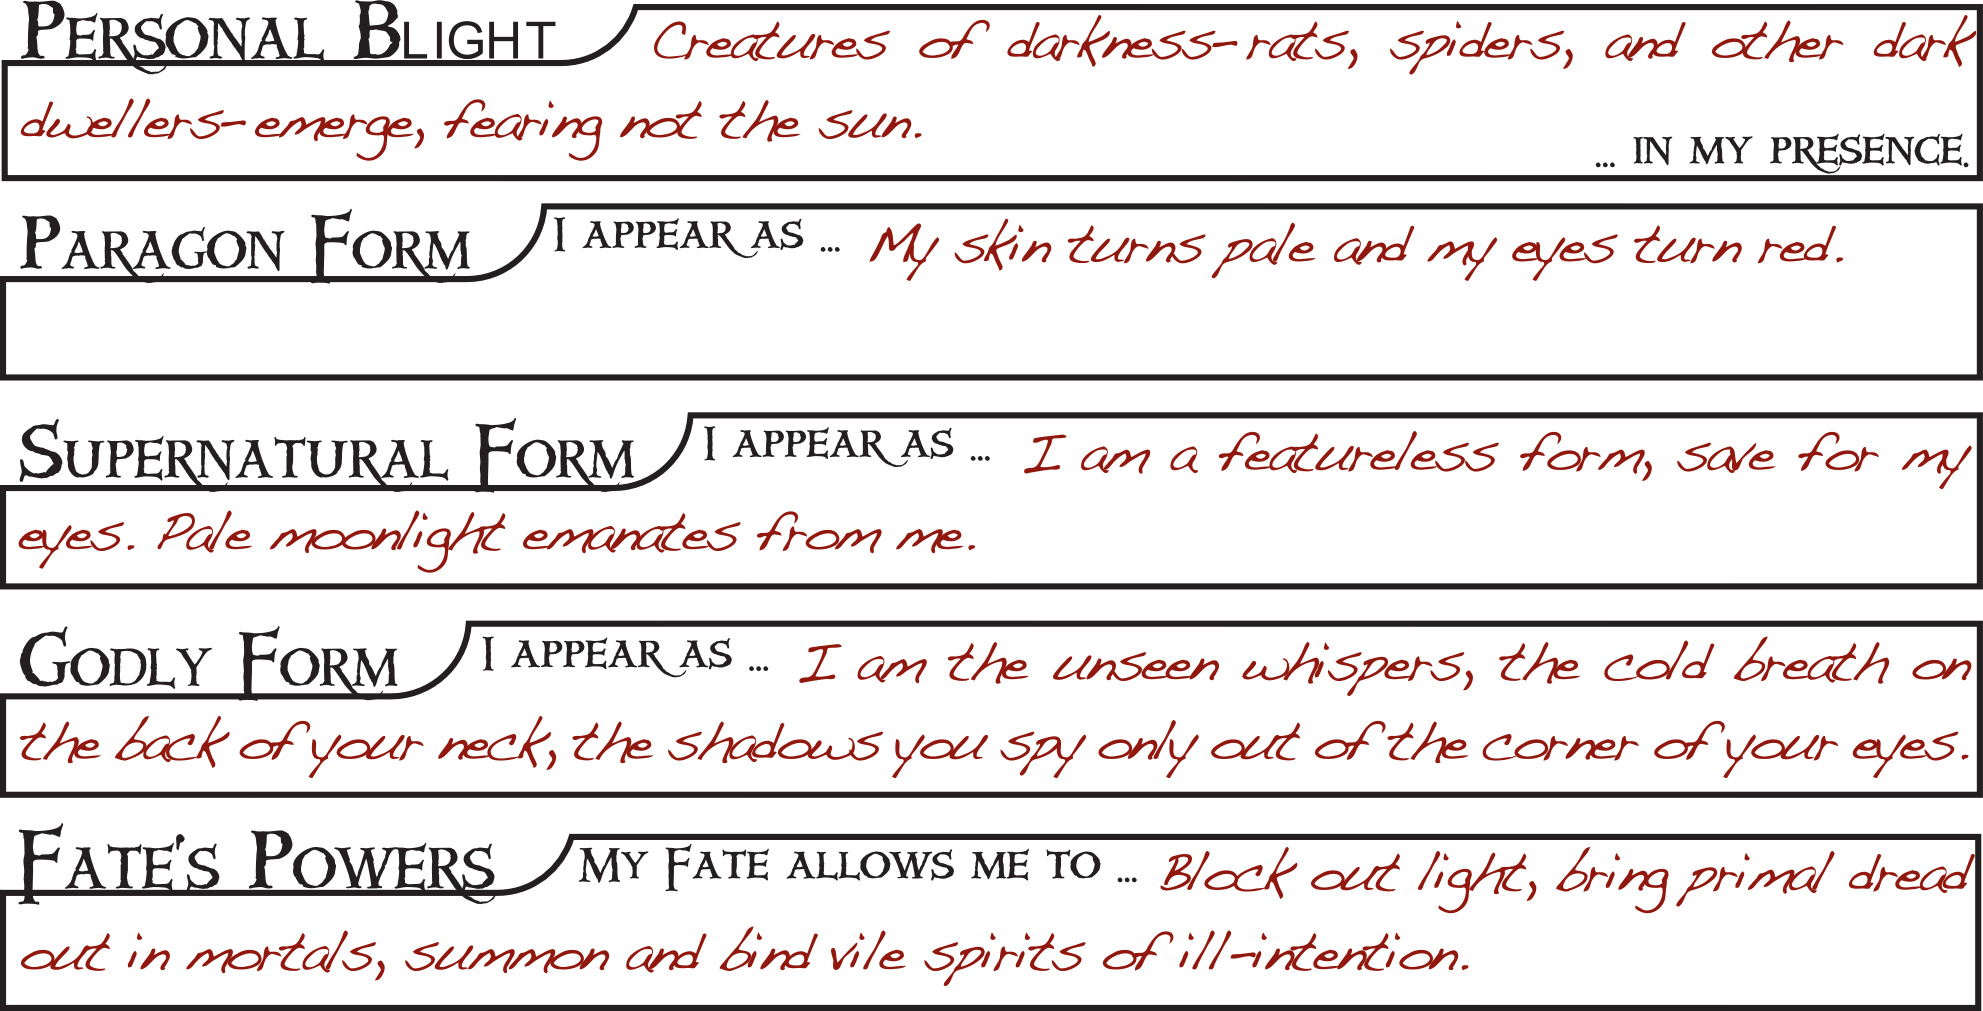 Personal Blight Creatures of darkness-rats, spiders, and other dark
dwellers-emerge, fearing not the sun.
... in my presence.
Paragon Form I appear as ... My skin turns pale and my eyes turn red.
Supernatural Form I appear as ... I am a featureless form, save for my
eyes. Pale moonlight emanates from me.
Godly Form I appear as ... I am the unseen whispers, the cold breath on
the back of your neck, the shadows you spy only out of the corner of your eyes.
Fate's Powers My Fate allows me to ... Block out light, bring primal dread
out in mortals, summon and bind vile spirits of ill-intention.